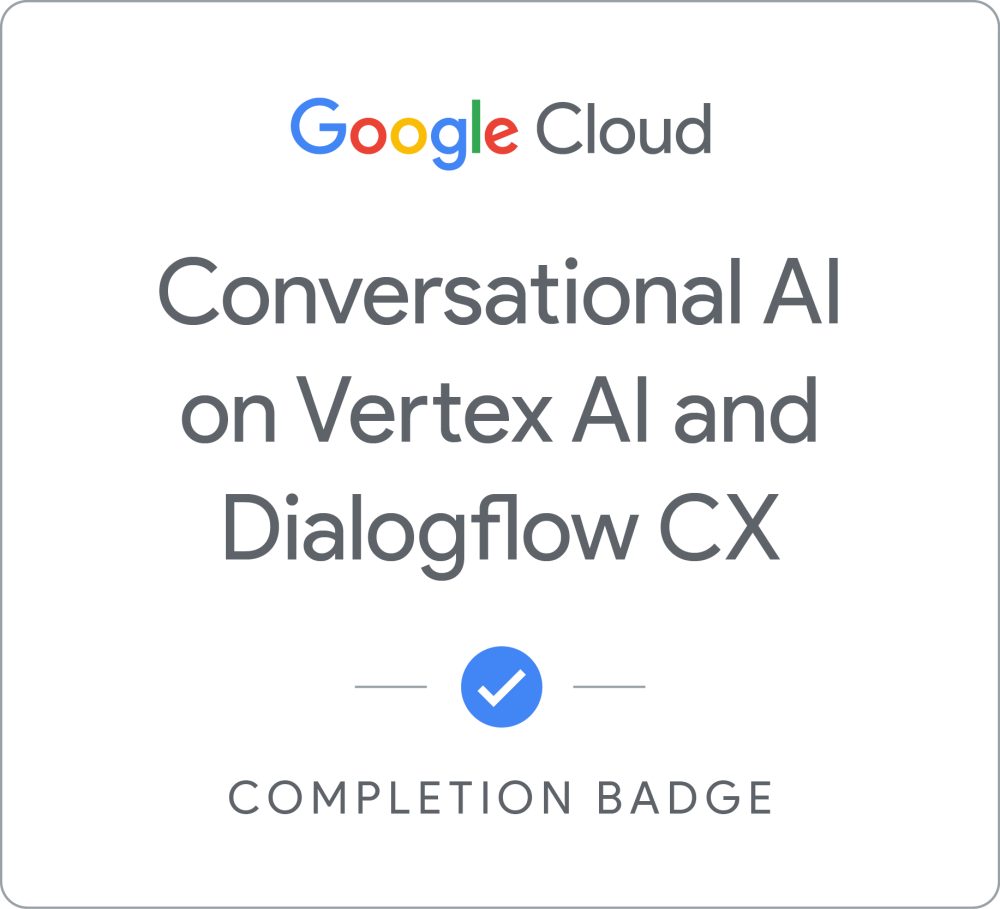 Google Cloud
Conversational AI
on Vertex AI and
Dialogflow CX
COMPLETION BADGE